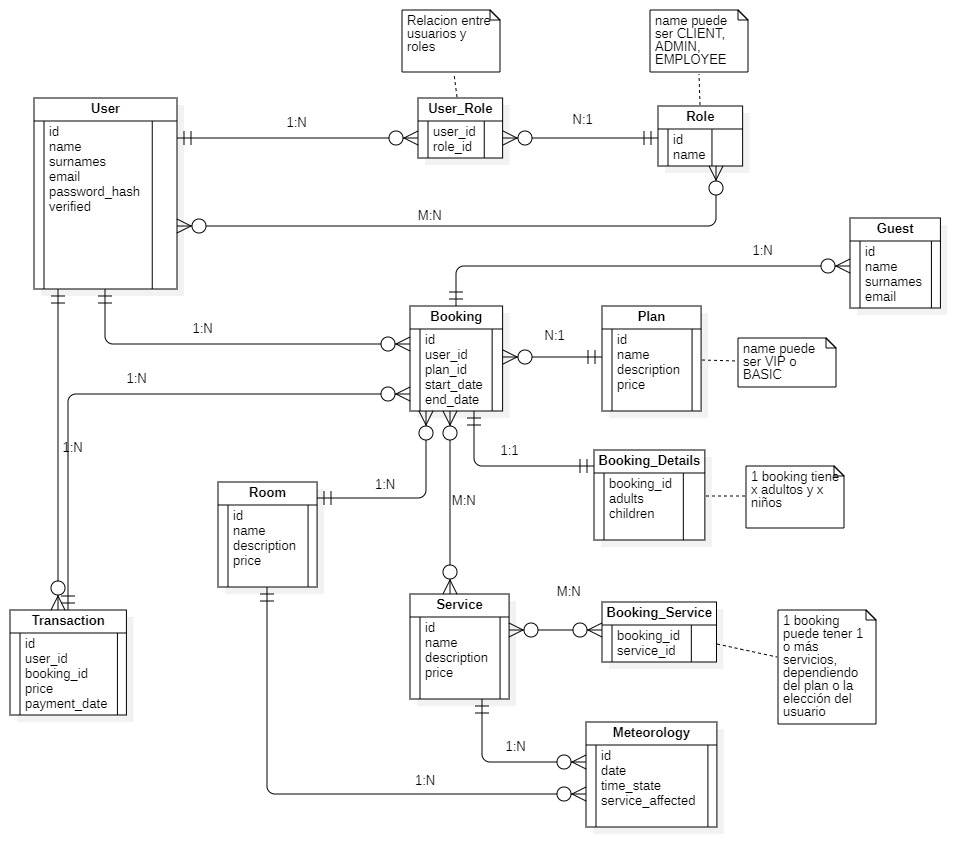 Relacion entre
usuarios y
roles
name puede
ser CLIENT,
ADMIN,
EMPLOYEE
User
id
name
surnames
email
password_hash
verified
1:N
User_Role
user_id
role_id
N:1
Role
id
name
M:N
Guest
id
name
surnames
email
1:N
1:N
1:N
1:N
Booking
id
user_id
plan_id
start_date
end_date
N:1
Plan
id
name
description
price
name puede
ser VIP o
BASIC
1:1
Booking_Details
booking_id
adults
children
1 booking tiene
x adultos y x
niños
Room
id
name
description
price
1:N
M:N
Transaction
id
user_id
booking_id
price
payment_date
Service
id
name
description
price
M:N
Booking_Service
booking_id
service_id
1 booking
puede tener 1
o más
servicios,
dependiendo
del plan o la
elección del
usuario
1:N
1:N
Meteorology
id
date
time_state
service_affected